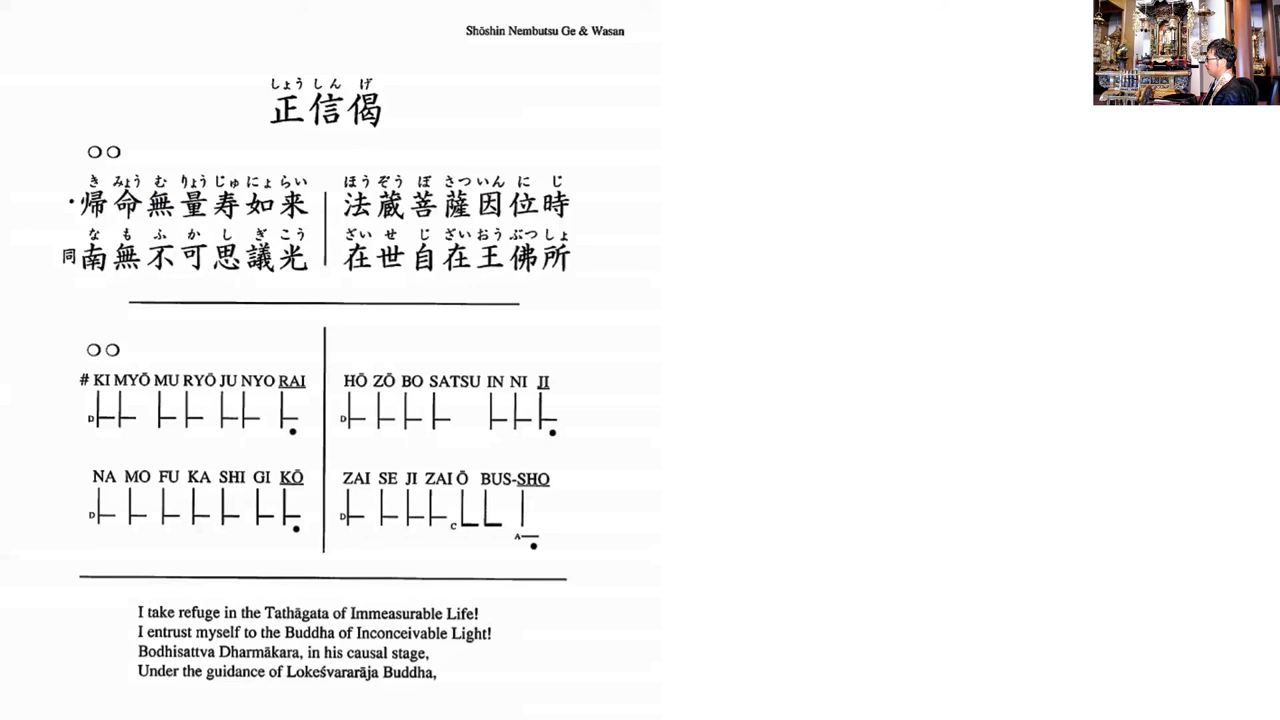 Shōshin Nembutsu Ge & Wasan
しょうしんげ
正信偈
○○
き みょう む りょう じゅ にょ らい
・帰命無量寿如来
な も ふ か し ぎ こう
同 南無不可思議光
ほう ぞう ぼ さつ いん に じ
法蔵菩薩因位時
ざい せ じ ざい おう ぶつ しょ
在世自在王佛所
○○
# KI MYŌ MU RYŌ JU NYO RAI
D
NA MO FU KA SHI GI KŌ
D
HŌ ZŌ BO SATSU IN NI JI
D
ZAI SE JI ZAI Ō BUS-SHO
D C A
I take refuge in the Tathāgata of Immeasurable Life!
I entrust myself to the Buddha of Inconceivable Light!
Bodhisattva Dharmākara, in his causal stage,
Under the guidance of Lokeśvararāja Buddha,